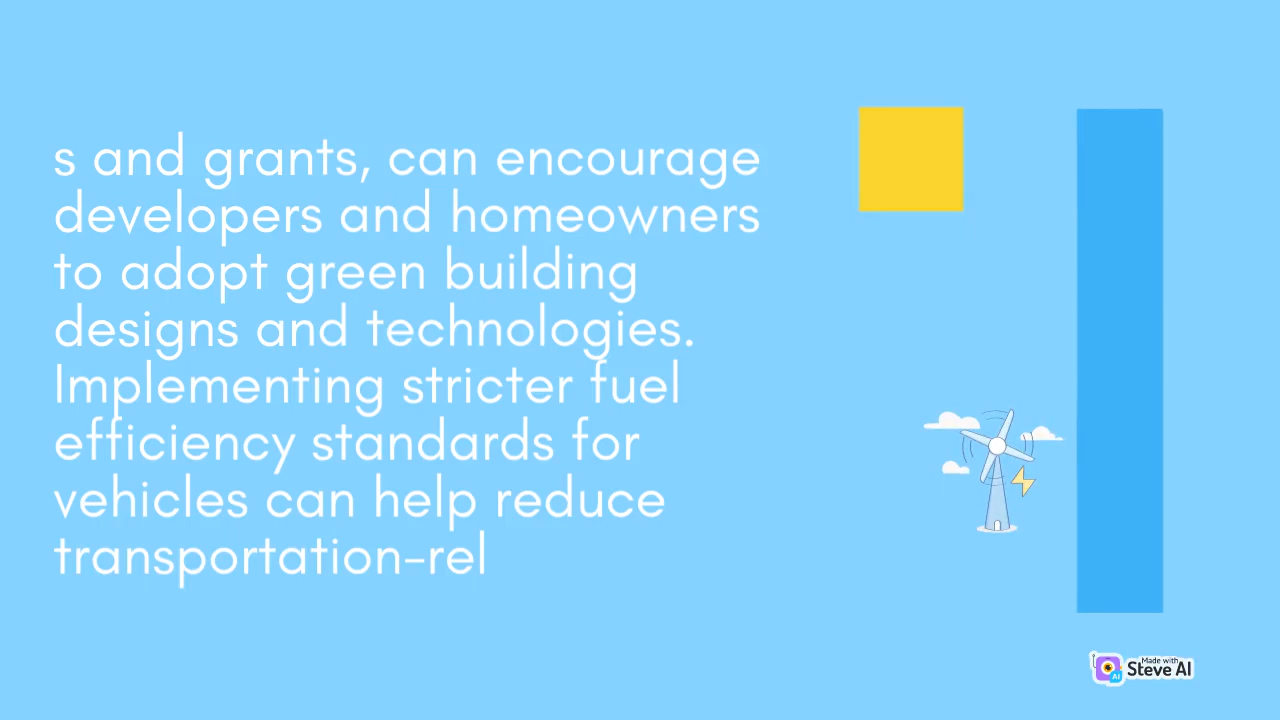 s and grants, can encourage
developers and homeowners
to adopt green building
designs and technologies.
Implementing stricter fuel
efficiency standards for
vehicles can help reduce
transportation-rel
Made with
Steve AI
AI